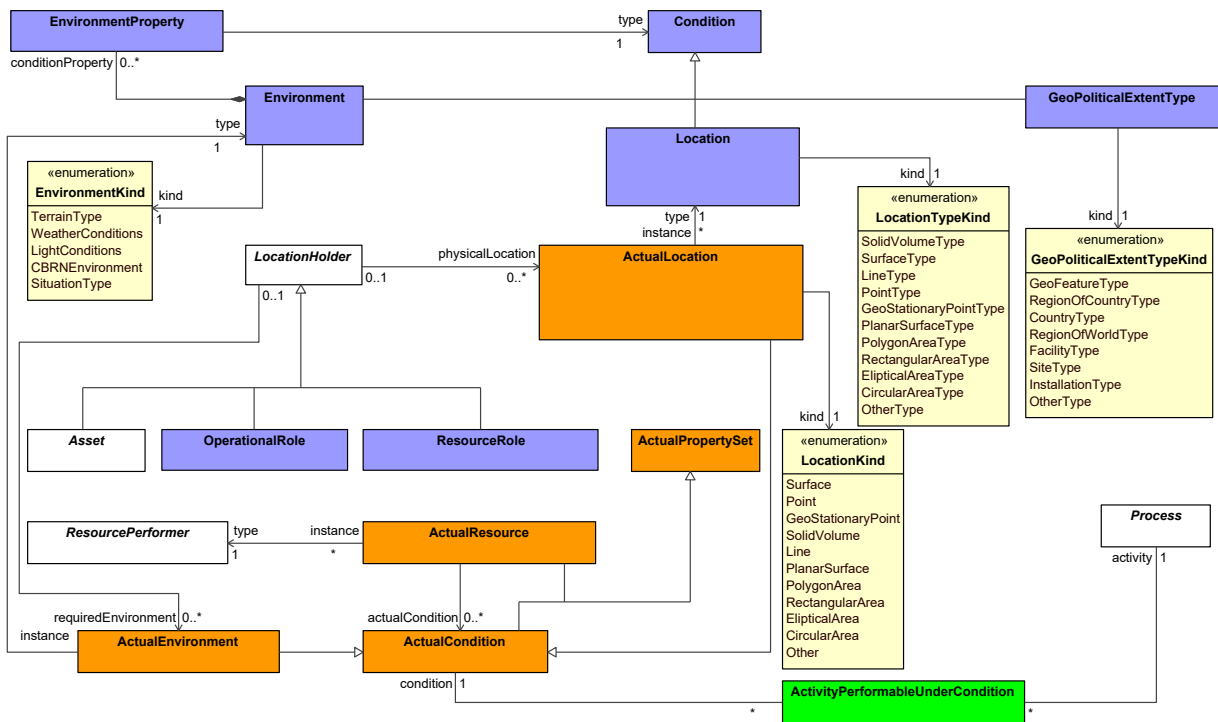 EnvironmentProperty
type
1
Condition
conditionProperty
0..*
Environment
GeoPoliticalExtentType
type
1
Location
«enumeration»
EnvironmentKind
TerrainType
WeatherConditions
LightConditions
CBRNEnvironment
SituationType
kind
1
kind
1
«enumeration»
LocationTypeKind
SolidVolumeType
SurfaceType
LineType
PointType
GeoStationaryPointType
PlanarSurfaceType
PolygonAreaType
RectangularAreaType
ElipticalAreaType
CircularAreaType
OtherType
kind
1
«enumeration»
GeoPoliticalExtentTypeKind
GeoFeatureType
RegionOfCountryType
CountryType
RegionOfWorldType
FacilityType
SiteType
InstallationType
OtherType
type
1
instance
*
LocationHolder
0..1
0..1
physicalLocation
0..*
ActualLocation
Asset
OperationalRole
ResourceRole
ActualPropertySet
kind
1
«enumeration»
LocationKind
Surface
Point
GeoStationaryPoint
SolidVolume
Line
PlanarSurface
PolygonArea
RectangularArea
ElipticalArea
CircularArea
Other
ResourcePerformer
type
1
instance
*
ActualResource
Process
activity
1
requiredEnvironment
0..*
actualCondition
0..*
instance
ActualEnvironment
ActualCondition
condition
1
*
ActivityPerformableUnderCondition
*